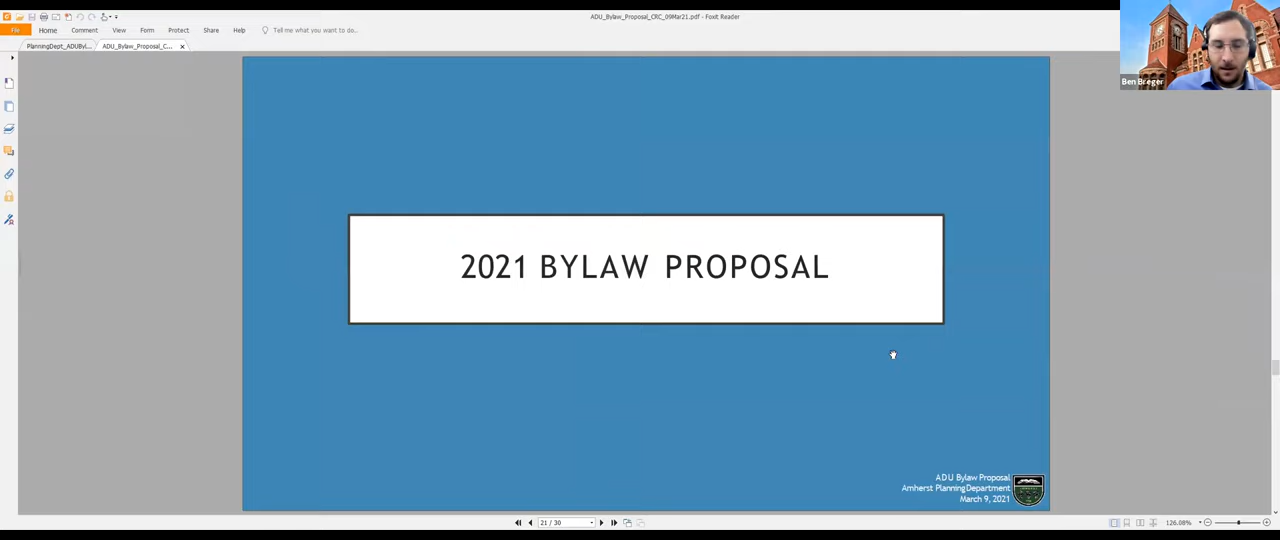 ADU_Bylaw_Proposal_CRC_09Mar21.pdf - Foxit Reader
File Home Comment View Form Protect Share Help Tell me what you want to do..
PlanningDept_ADUByl... ADU_Bylaw_Proposal_C...
Ben Breger
2021 BYLAW PROPOSAL
ADU Bylaw Proposal
Amherst Planning Department
March 9, 2021
21 / 30
126.08%